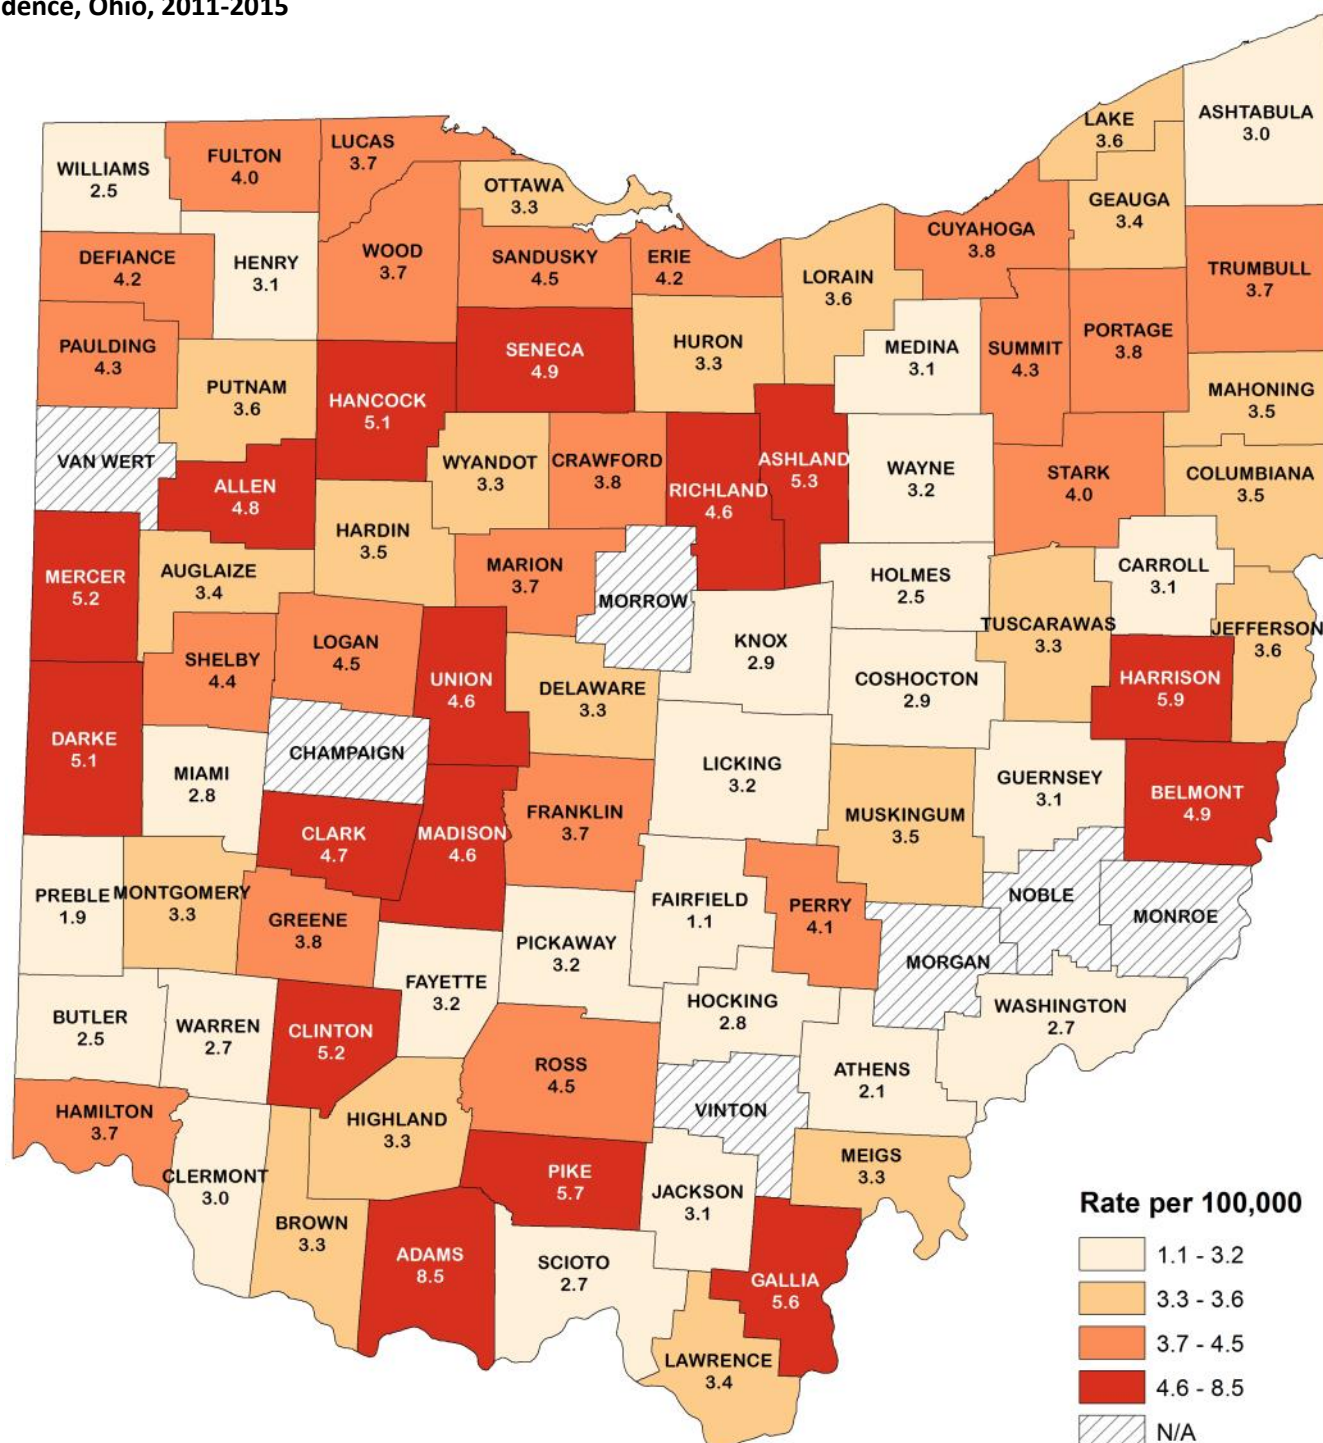 dence, Ohio, 2011-2015
ASHTABULA
3.0
LAKE
3.6
GEAUGA
3.4
WILLIAMS
2.5
FULTON
4.0
LUCAS
3.7
OTTAWA
3.3
CUYAHOGA
3.8
DEFIANCE
4.2
HENRY
3.1
WOOD
3.7
SANDUSKY
4.5
ERIE
4.2
LORAIN
3.6
TRUMBULL
3.7
PAULDING
4.3
PUTNAM
3.6
HANCOCK
5.1
SENECA
4.9
HURON
3.3
MEDINA
3.1
SUMMIT
4.3
PORTAGE
3.8
MAHONING
3.5
VAN WERT
ALLEN
4.8
WYANDOT
3.3
CRAWFORD
3.8
RICHLAND
4.6
ASHLAND
5.3
WAYNE
3.2
STARK
4.0
COLUMBIANA
3.5
MERCER
5.2
AUGLAIZE
3.4
HARDIN
3.5
MARION
3.7
MORROW
HOLMES
2.5
CARROLL
3.1
TUSCARAWAS
3.3
JEFFERSON
3.6
SHELBY
4.4
LOGAN
4.5
UNION
4.6
DELAWARE
3.3
KNOX
2.9
COSHOCTON
2.9
HARRISON
5.9
DARKE
5.1
MIAMI
2.8
CHAMPAIGN
LICKING
3.2
GUERNSEY
3.1
BELMONT
4.9
CLARK
4.7
MADISON
4.6
FRANKLIN
3.7
MUSKINGUM
3.5
PREBLE
1.9
MONTGOMERY
3.3
GREENE
3.8
FAIRFIELD
1.1
PERRY
4.1
NOBLE
MONROE
PICKAWAY
3.2
MORGAN
FAYETTE
3.2
HOCKING
2.8
WASHINGTON
2.7
BUTLER
2.5
WARREN
2.7
CLINTON
5.2
ROSS
4.5
ATHENS
2.1
HAMILTON
3.7
HIGHLAND
3.3
VINTON
CLERMONT
3.0
PIKE
5.7
JACKSON
3.1
MEIGS
3.3
BROWN
3.3
ADAMS
8.5
SCIOTO
2.7
GALLIA
5.6
LAWRENCE
3.4
Rate per 100,000
1.1 - 3.2
3.3 - 3.6
3.7 - 4.5
4.6 - 8.5
N/A